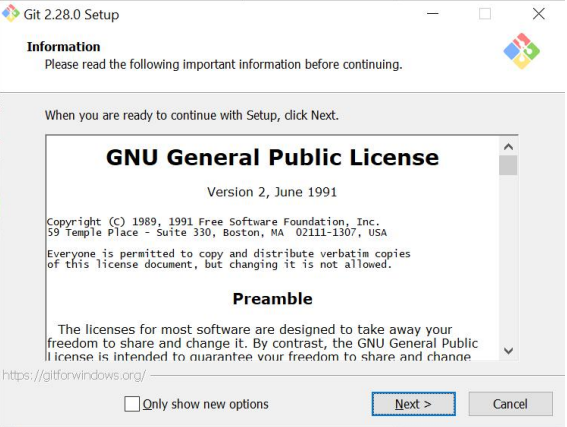 Git 2.28.0 Setup
Information
Please read the following important information before continuing.
When you are ready to continue with Setup, click Next.
GNU General Public License
Version 2, June 1991
Copyright (C) 1989, 1991 Free Software Foundation, Inc.
59 Temple Place - Suite 330, Boston, MA  02111-1307, USA
Everyone is permitted to copy and distribute verbatim copies
of this license document, but changing it is not allowed.
Preamble
The licenses for most software are designed to take away your
freedom to share and change it. By contrast, the GNU General Public
License is intended to guarantee your freedom to share and change
https://gitforwindows.org/
Only show new options
Next >
Cancel